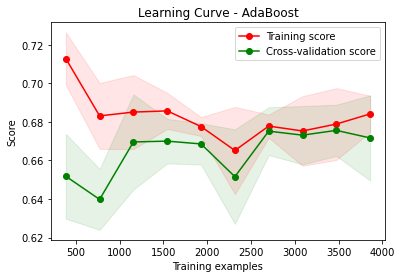 Learning Curve - AdaBoost
Training score
Cross-validation score
Score
0.72
0.70
0.68
0.66
0.64
0.62
500
1000
1500
2000
2500
3000
3500
4000
Training examples